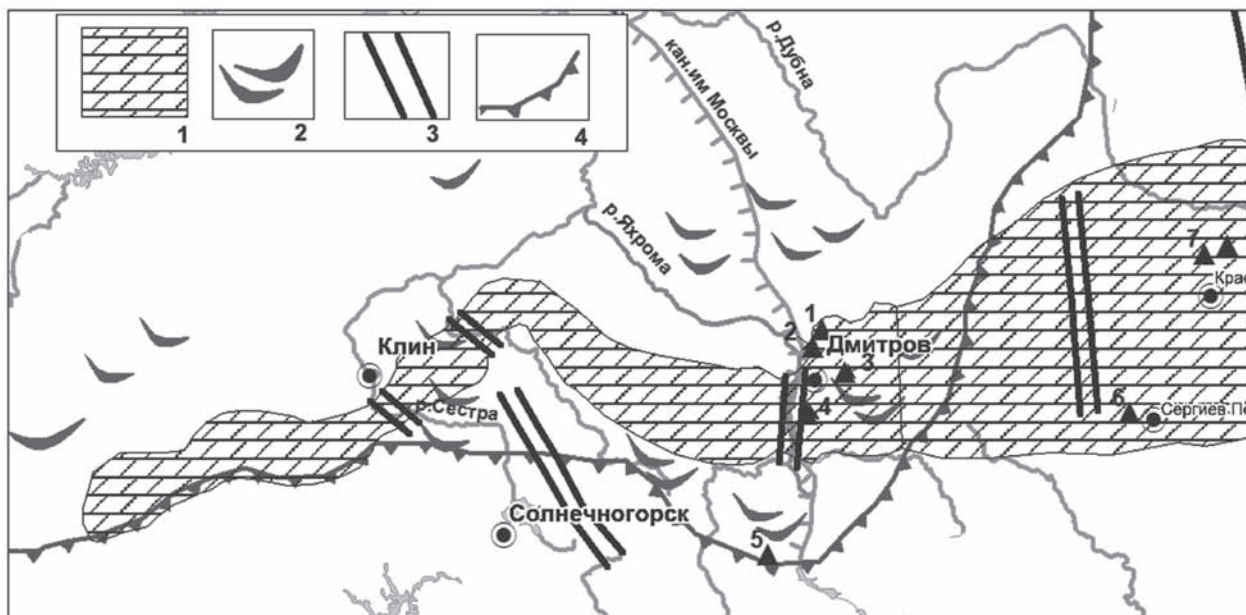 1
2
3
4
кан.им Москвы
р.Дубна
р.Яхрома
7
Крас
1
2
Дмитров
3
Клин
р.Сестра
4
6
Сергиев По
Солнечногорск
5